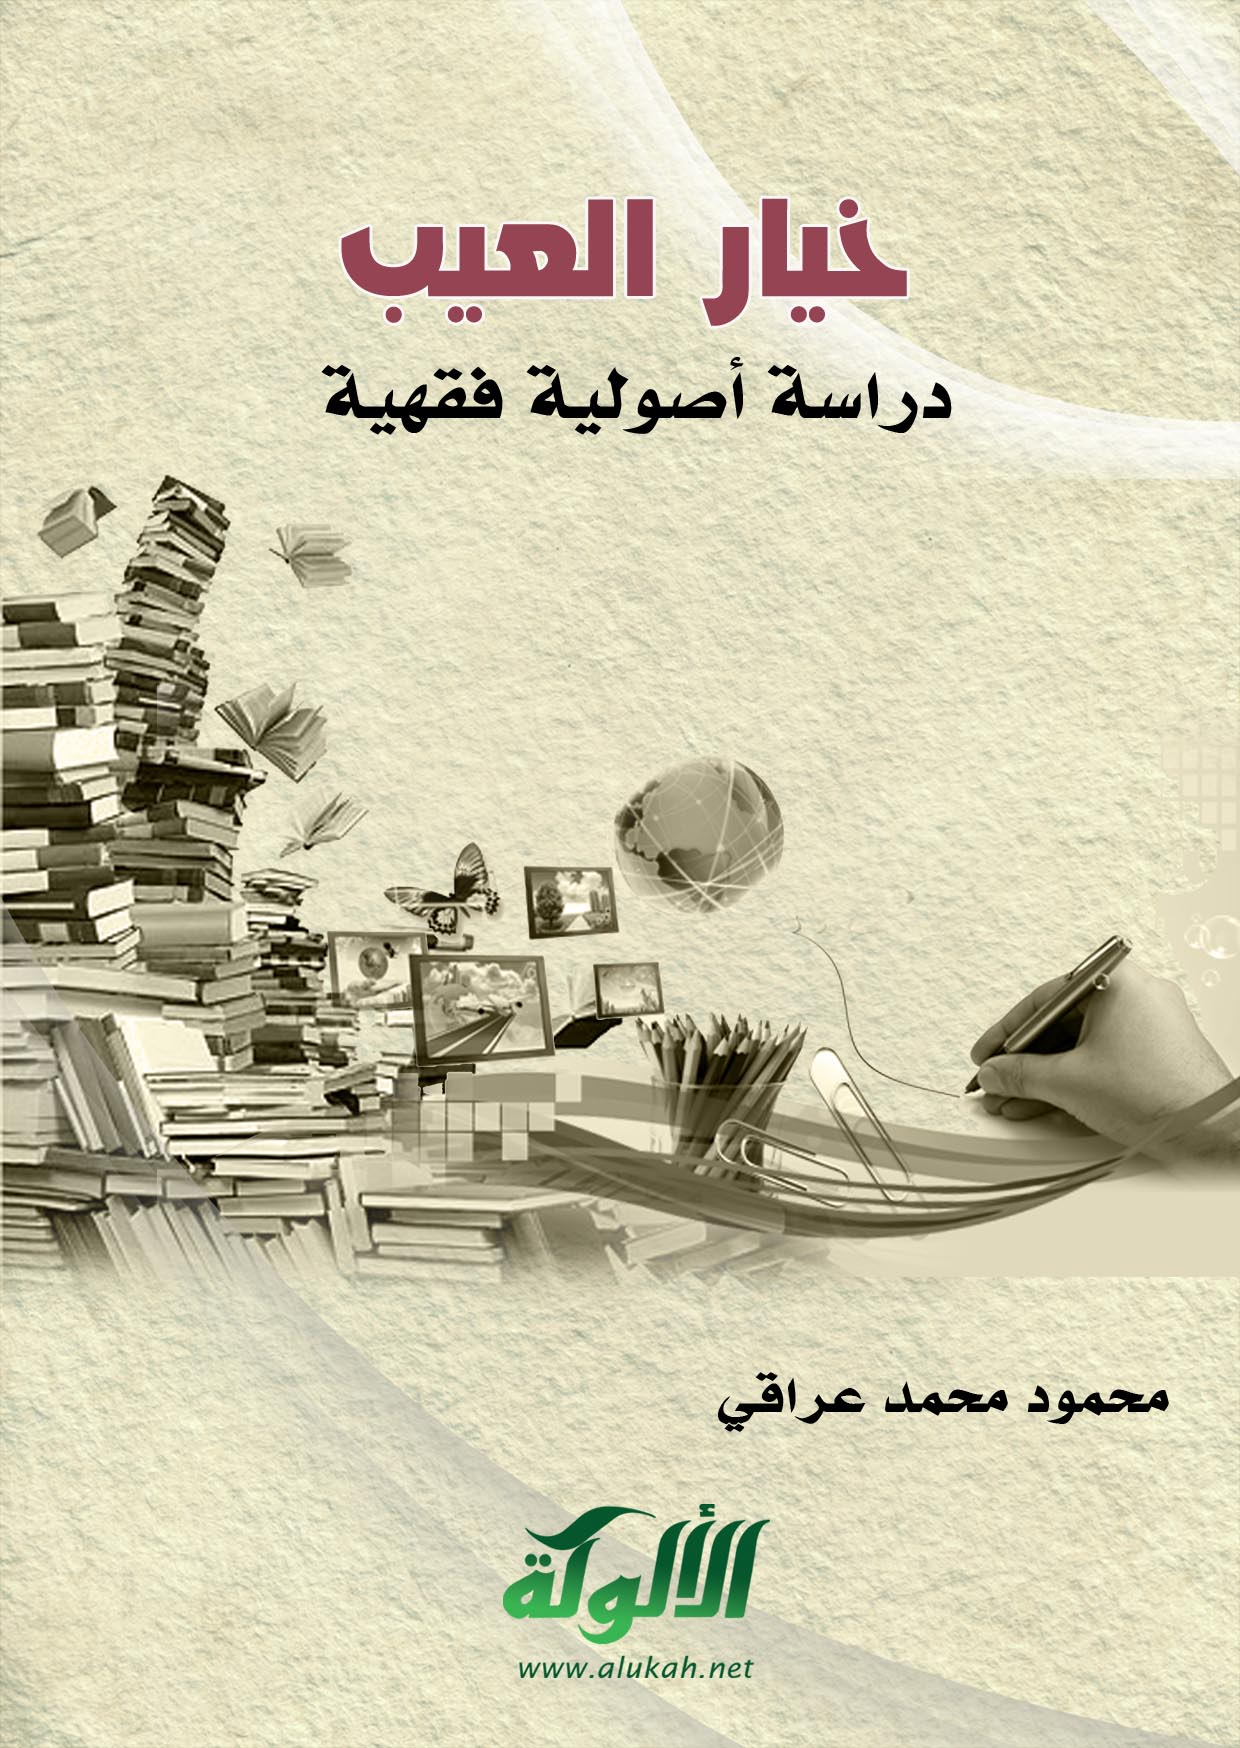 خيار العيب
دراسة أصولية فقهية
محمود محمد عراقي
الألوكة
www.alukah.net